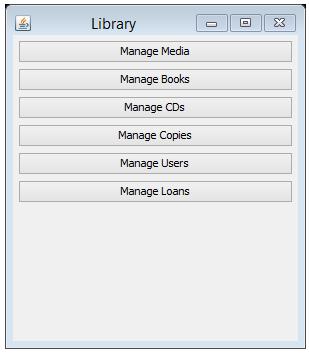 Library
Manage Media
Manage Books
Manage CDs
Manage Copies
Manage Users
Manage Loans